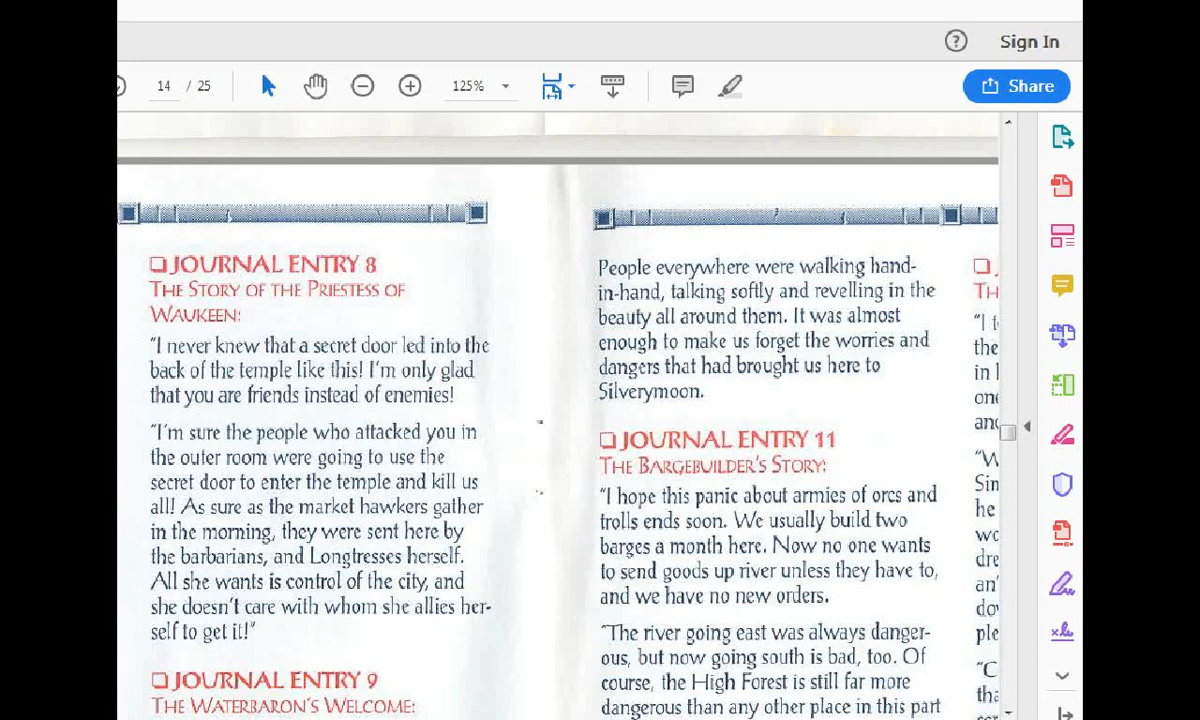 Sign In
14 / 25
125%
Share
JOURNAL ENTRY 8
THE STORY OF THE PRIESTESS OF
WAUKEEN:
"I never knew that a secret door led into the
back of the temple like this! I'm only glad
that you are friends instead of enemies!
"I'm sure the people who attacked you in
the outer room were going to use the
secret door to enter the temple and kill us
all! As sure as the market hawkers gather
in the morning, they were sent here by
the barbarians, and Longtresses herself.
All she wants is control of the city, and
she doesn't care with whom she allies her-
self to get it!"
JOURNAL ENTRY 9
THE WATERBARON'S WELCOME:
People everywhere were walking hand-
in-hand, talking softly and revelling in the
beauty all around them. It was almost
enough to make us forget the worries and
dangers that had brought us here to
Silverymoon.
JOURNAL ENTRY 11
THE BARGEBUILDER'S STORY:
"I hope this panic about armies of orcs and
trolls ends soon. We usually build two
barges a month here. Now no one wants
to send goods up river unless they have to,
and we have no new orders.
"The river going east was always danger-
ous, but now going south is bad, too. Of
course, the High Forest is still far more
dangerous than any other place in this part